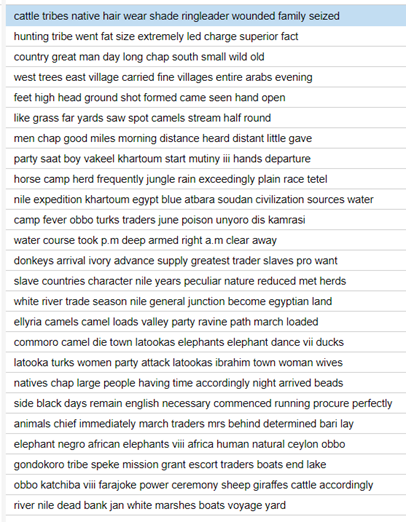 cattle tribes native hair wear shade ringleader wounded family seized
hunting tribe went fat size extremely led charge superior fact
country great man day long chap south small wild old
west trees east village carried fine villages entire arabs evening
feet high head ground shot formed came seen hand open
like grass far yards saw spot camels stream half round
men chap good miles morning distance heard distant little gave
party saat boy vakeel khartoum start mutiny iii hands departure
horse camp herd frequently jungle rain exceedingly plain race tetel
nile expedition khartoum egypt blue atbara soudan civilization sources water
camp fever obbo turks traders june poison unyoro dis kamrasi
water course took p.m deep armed right a.m clear away
donkeys arrival ivory advance supply greatest trader slaves pro want
slave countries character nile years peculiar nature reduced met herds
white river trade season nile general junction become egyptian land
ellyria camels camel loads valley party ravine path march loaded
commoro camel die town latookas elephants elephant dance vii ducks
latooka turks women party attack latookas ibrahim town woman wives
natives chap large people having time accordingly night arrived beads
side black days remain english necessary commenced running procure perfectly
animals chief immediately march traders mrs behind determined bari lay
elephant negro african elephants viii africa human natural ceylon obbo
gondokoro tribe speke mission grant escort traders boats end lake
obbo katchiba viii farajoke power ceremony sheep giraffes cattle accordingly
river nile dead bank jan white marshes boats voyage yard